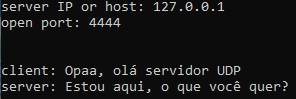 server IP or host: 127.0.0.1
open port: 4444
client: Opaa, olá servidor UDP
server: Estou aqui, o que você quer?